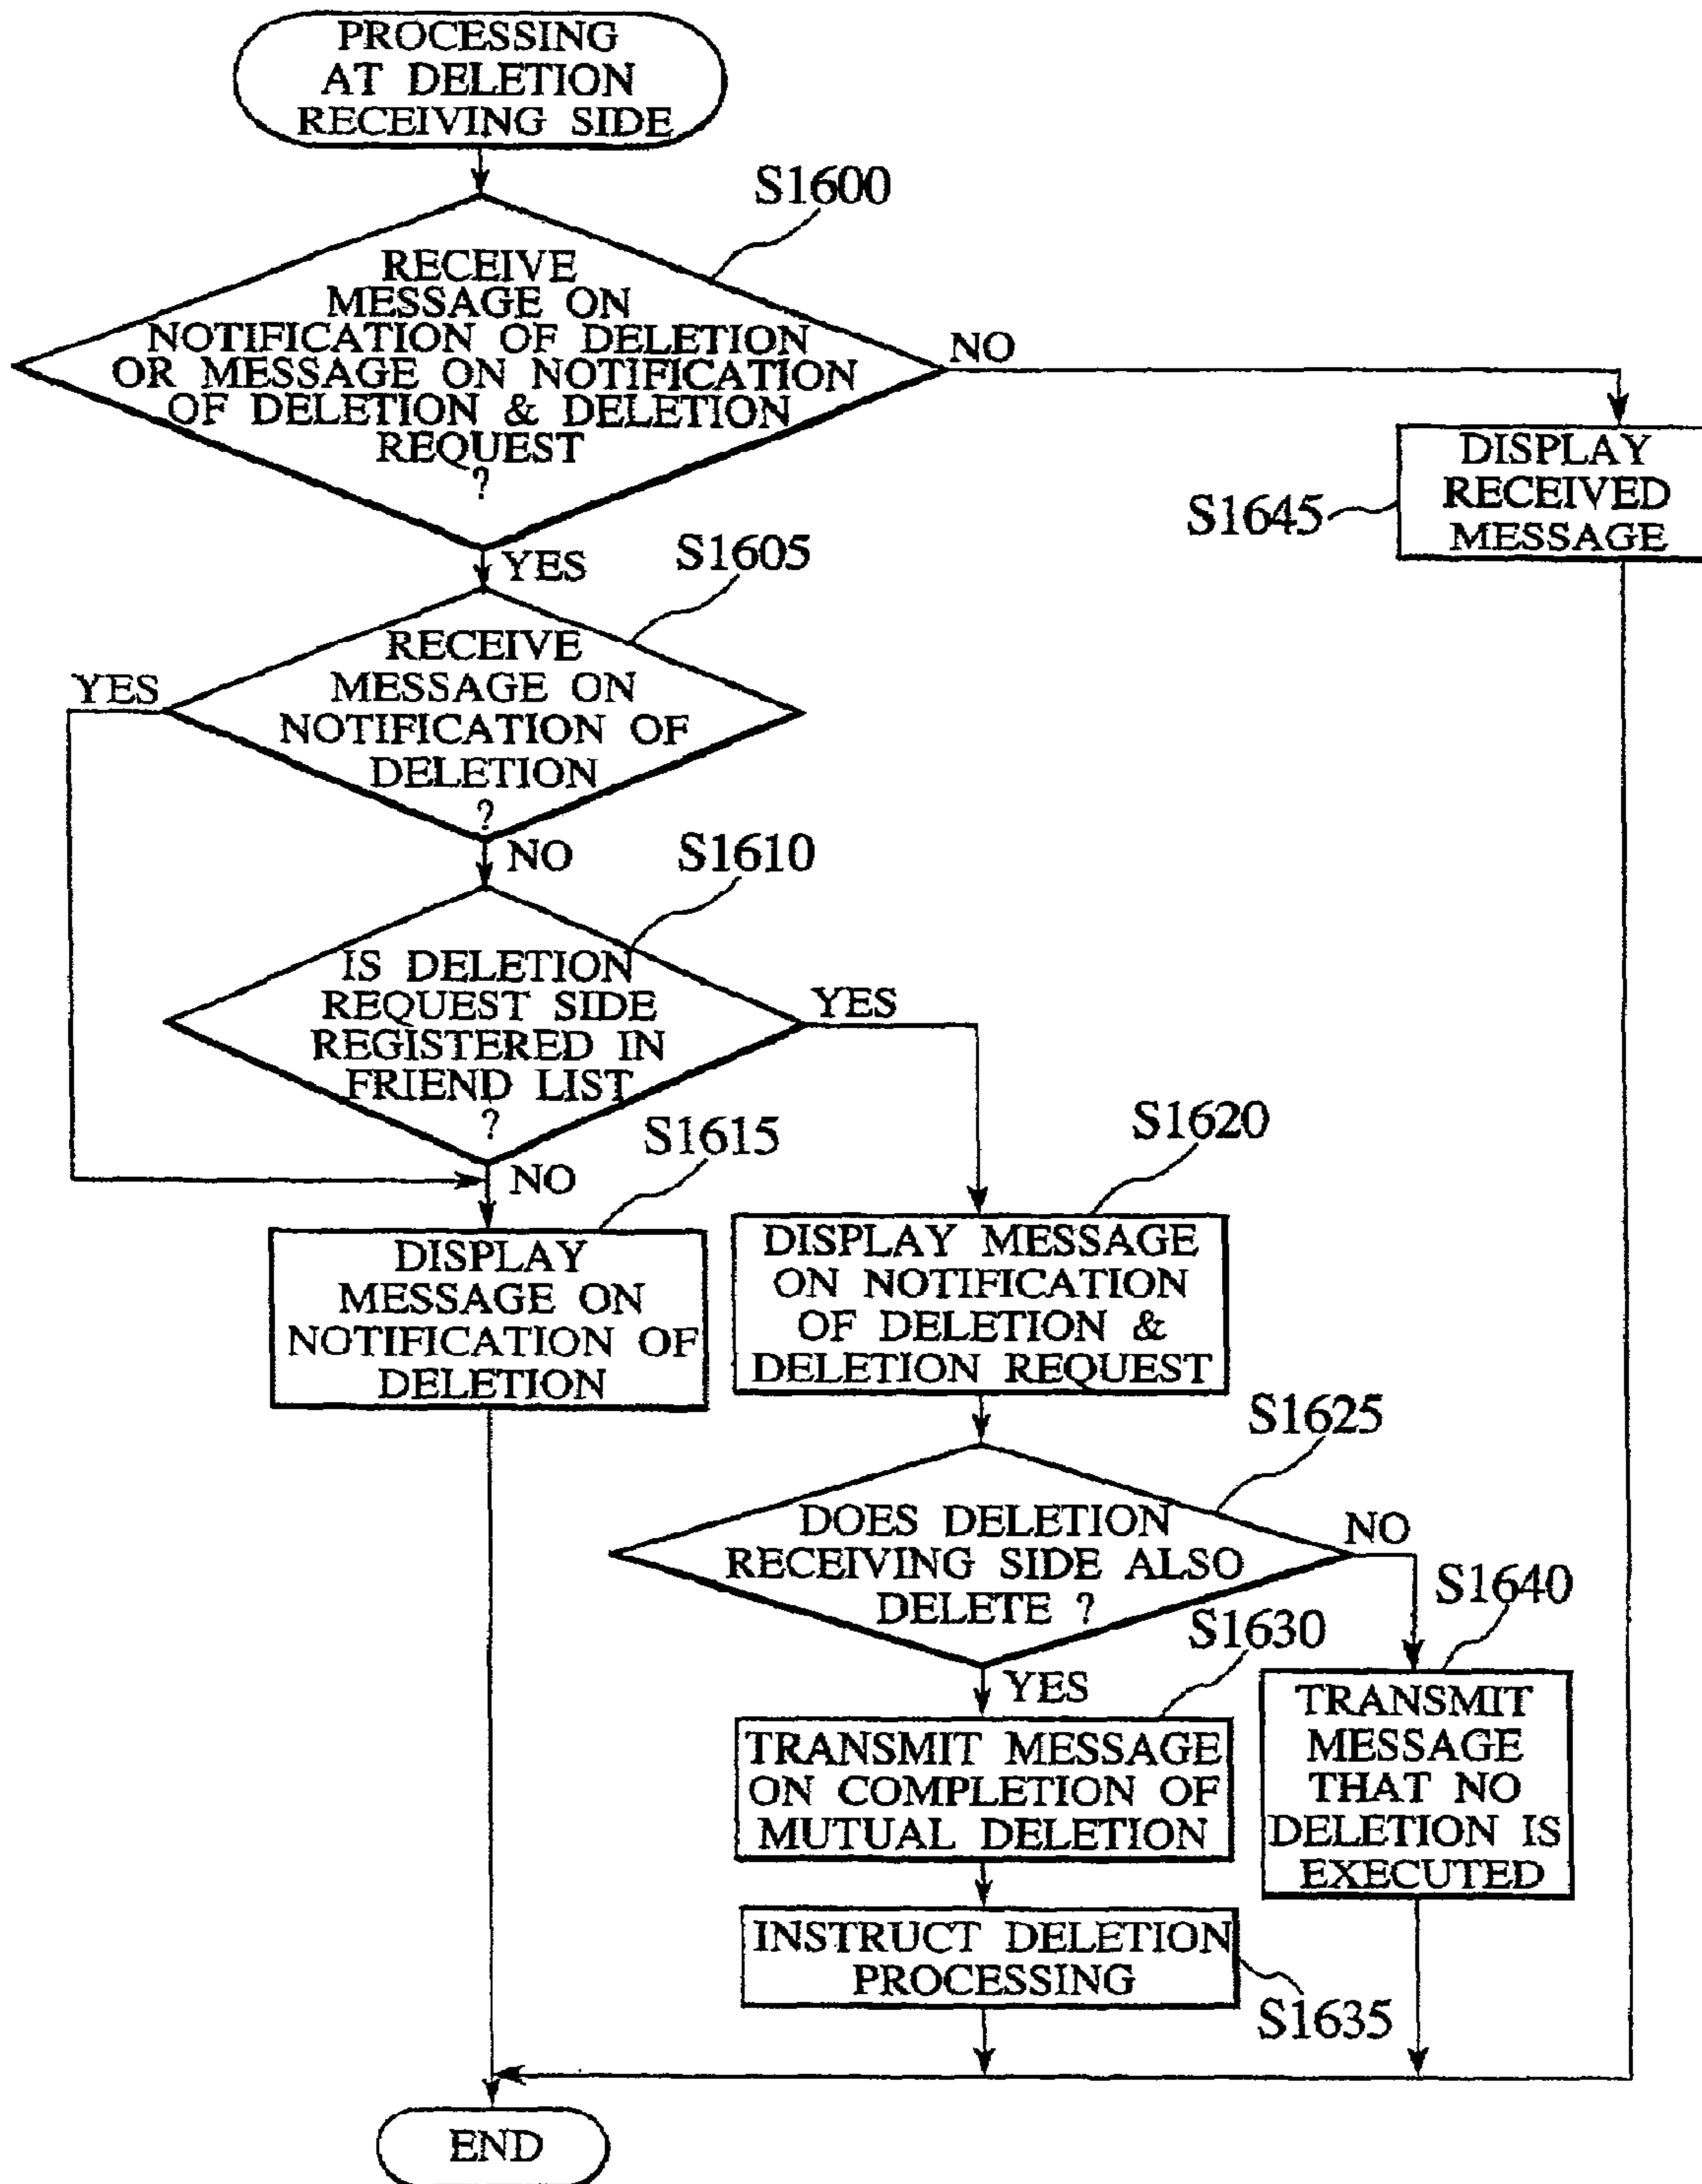 PROCESSING
AT DELETION
RECEIVING SIDE
S1600
RECEIVE
MESSAGE ON
NOTIFICATION OF DELETION
OR MESSAGE ON NOTIFICATION
OF DELETION & DELETION
REQUEST
?
NO
DISPLAY
RECEIVED
MESSAGE
S1645
YES
S1605
RECEIVE
MESSAGE ON
NOTIFICATION OF
DELETION
?
YES
NO
S1610
IS DELETION
REQUEST SIDE
REGISTERED IN
FRIEND LIST
?
YES
NO
S1615
DISPLAY
MESSAGE ON
NOTIFICATION OF
DELETION
S1620
DISPLAY MESSAGE
ON NOTIFICATION
OF DELETION &
DELETION REQUEST
S1625
DOES DELETION
RECEIVING SIDE ALSO
DELETE ?
NO
S1640
YES
S1630
TRANSMIT MESSAGE
ON COMPLETION OF
MUTUAL DELETION
TRANSMIT
MESSAGE
THAT NO
DELETION IS
EXECUTED
INSTRUCT DELETION
PROCESSING
S1635
END